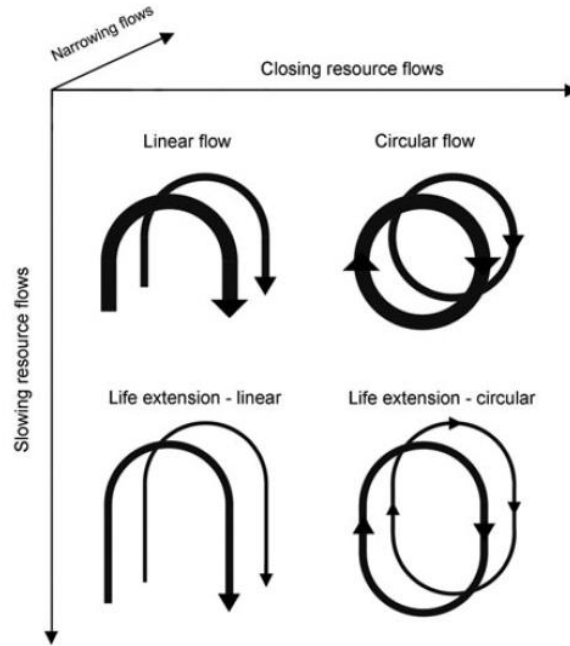 Narrowing flows
Closing resource flows
Linear flow
Circular flow
Slowing resource flows
Life extension - linear
Life extension - circular